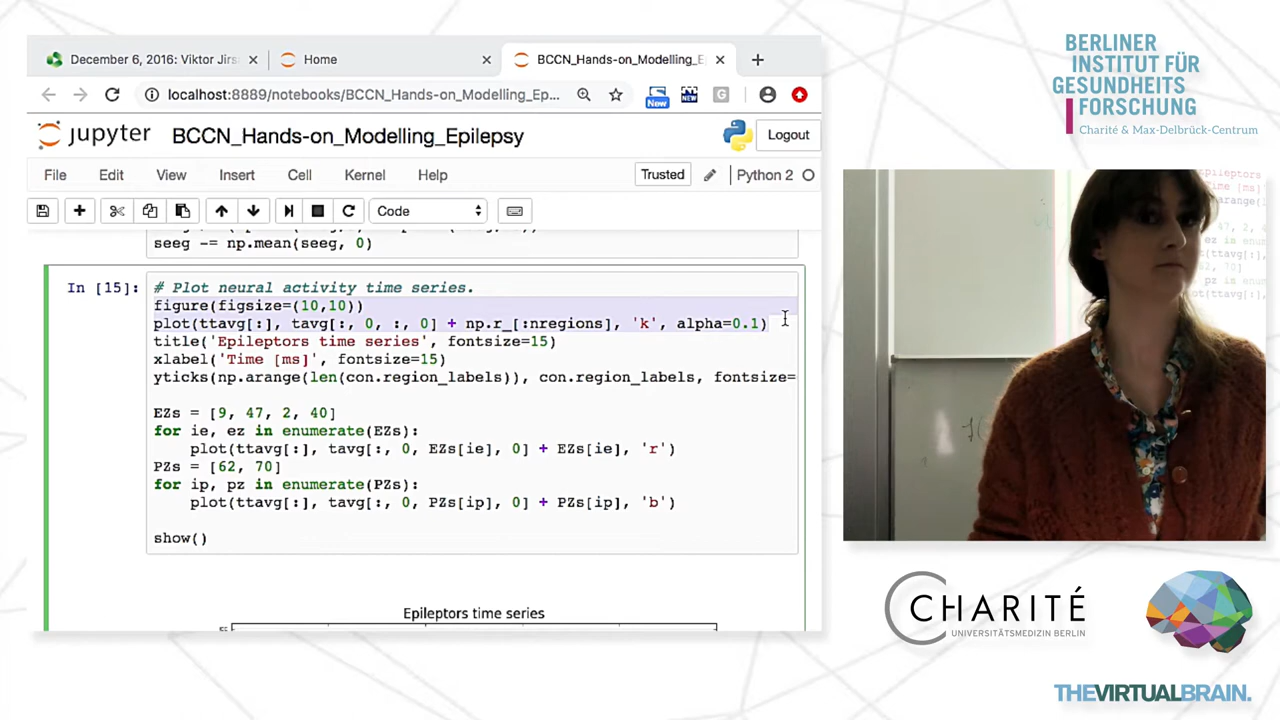 December 6, 2016: Viktor Jirs
Home
BCCN_Hands-on_Modelling_E
localhost:8889/notebooks/BCCN_Hands-on_Modelling_Ep...
New
NEW
jupyter
BCCN_Hands-on_Modelling_Epilepsy
Logout
File Edit View Insert Cell Kernel Help
Trusted
Python 2
Code
seeg -= np.mean(seeg, 0)
In [15]:
# Plot neural activity time series.
figure(figsize=(10,10))
plot(ttavg[:], tavg[:, 0, :, 0] + np.r_[:nregions], 'k', alpha=0.1)
title('Epileptors time series', fontsize=15)
xlabel('Time [ms]', fontsize=15)
yticks(np.arange(len(con.region_labels)), con.region_labels, fontsize=
EZs = [9, 47, 2, 40]
for ie, ez in enumerate(EZs):
plot(ttavg[:], tavg[:, 0, EZs[ie], 0] + EZs[ie], 'r')
PZs = [62, 70]
for ip, pz in enumerate(PZs):
plot(ttavg[:], tavg[:, 0, PZs[ip], 0] + PZs[ip], 'b')
show()
Epileptors time series
BERLINER
INSTITUT FÜR
GESUNDHEITS
FORSCHUNG
Charité & Max-Delbrück-Centrum
CHARITÉ
UNIVERSITÄTSMEDIZIN BERLIN
THEVIRTUALBRAIN.